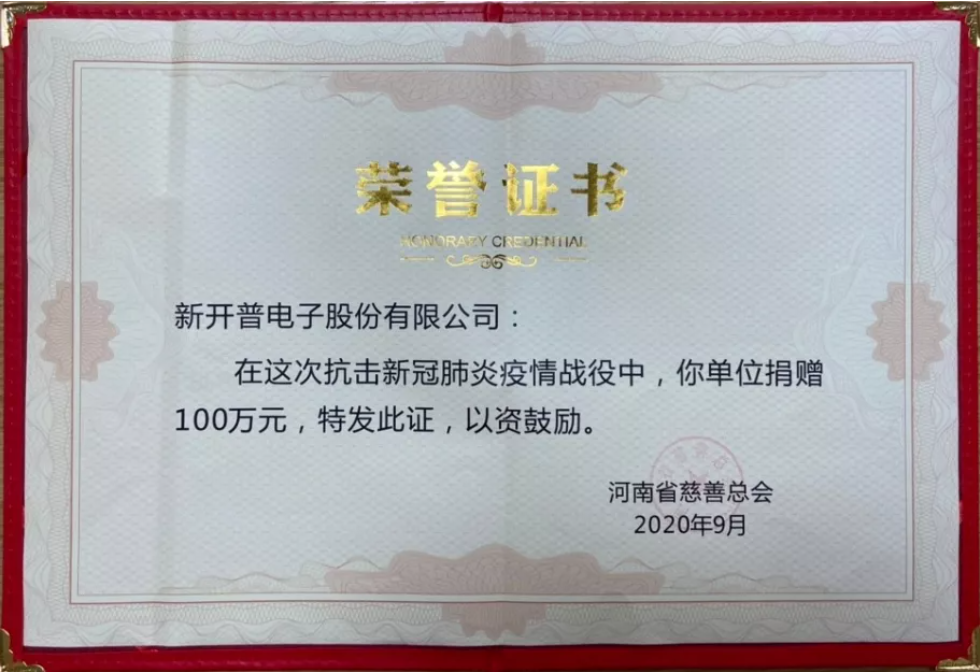 荣誉证书
HONORARY CREDENTIAL
新开普电子股份有限公司：
在这次抗击新冠肺炎疫情战役中，你单位捐赠
100万元，特发此证，以资鼓励。
河南省慈善总会
2020年9月